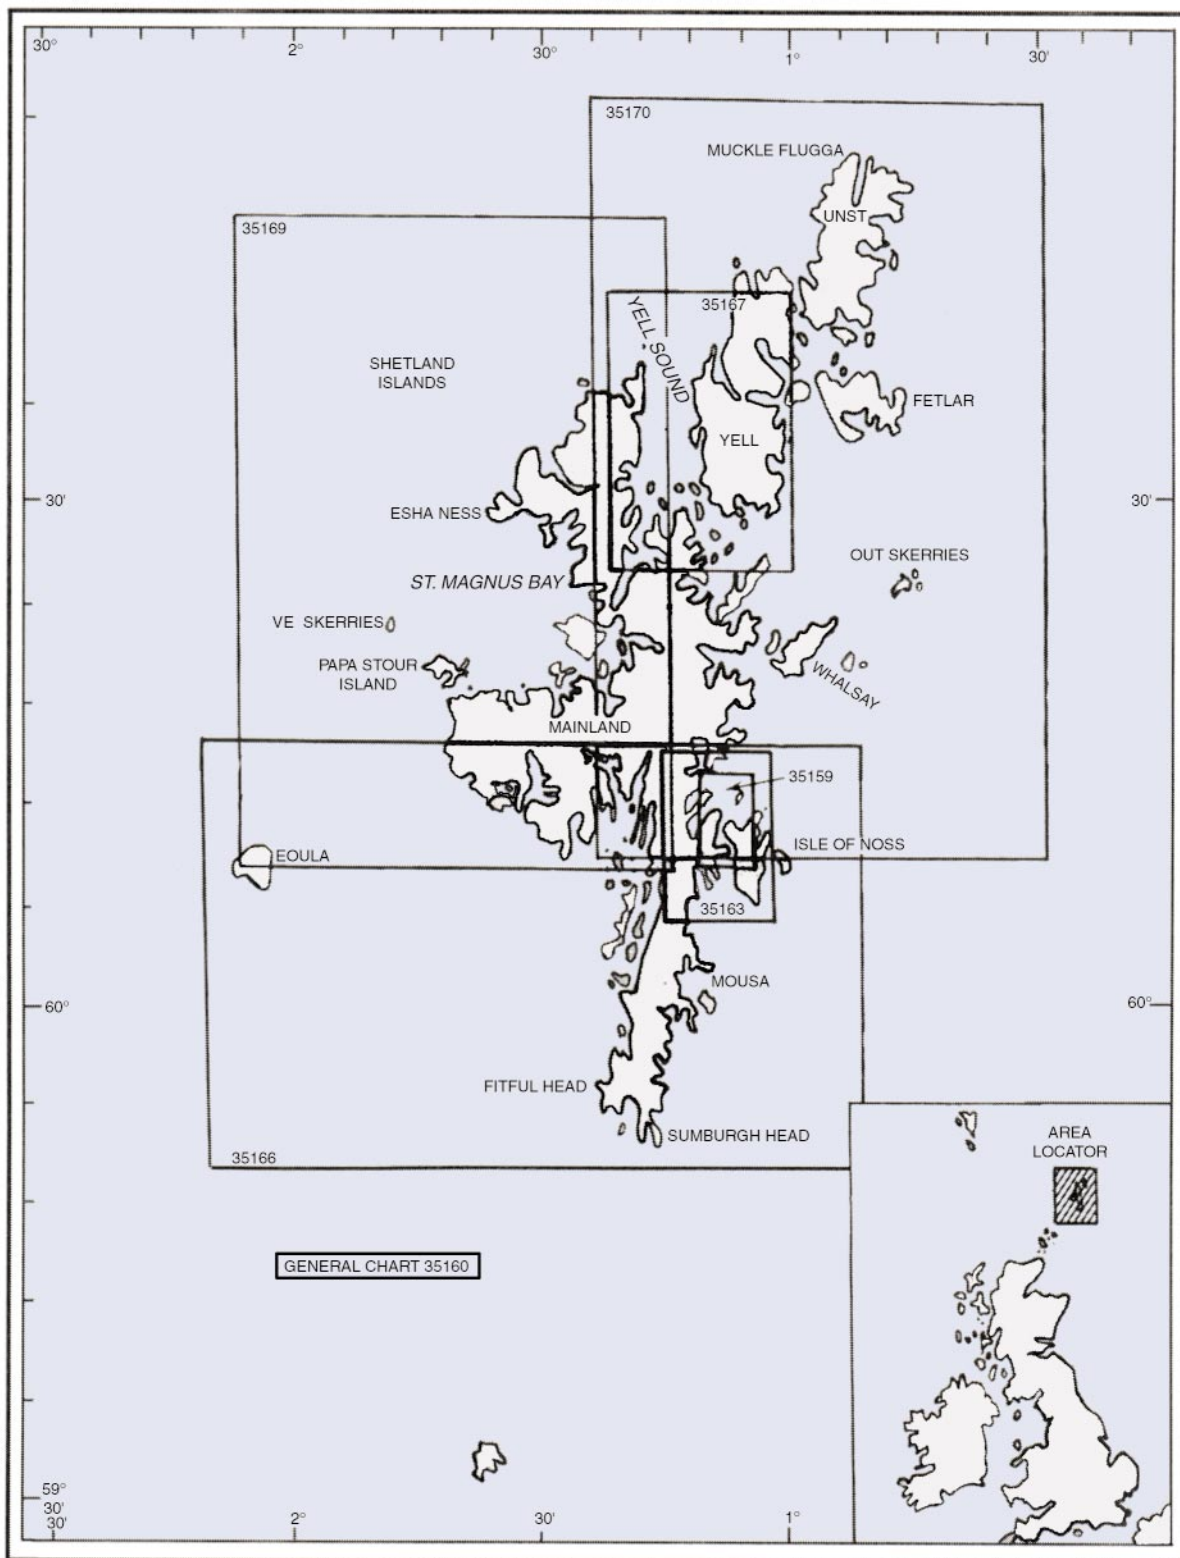 30°
2°
30°
1°
30'
35170
MUCKLE FLUGGA
UNST
35169
35167
YELL SOUND
SHETLAND
ISLANDS
FETLAR
YELL
30'
30'
ESHA NESS
OUT SKERRIES
ST. MAGNUS BAY
VE SKERRIES
PAPA STOUR
ISLAND
WHALSAY
MAINLAND
35159
ISLE OF NOSS
EOULA
35163
MOUSA
60°
60°
FITFUL HEAD
SUMBURGH HEAD
35166
AREA
LOCATOR
GENERAL CHART 35160
59°
30'
2°
30'
1°